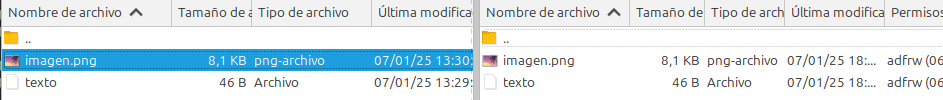 Nombre de archivo Tamaño de a Tipo de archivo Última modifica Nombre de archivo Tamaño de Tipo de arch Última modifica Permisos
.. ..
imagen.png 8,1 KB png-archivo 07/01/25 13:30: imagen.png 8,1 KB png-archivo 07/01/25 18:... adfrw (06
texto 46 B Archivo 07/01/25 13:29: texto 46 B Archivo 07/01/25 18:... adfrw (06